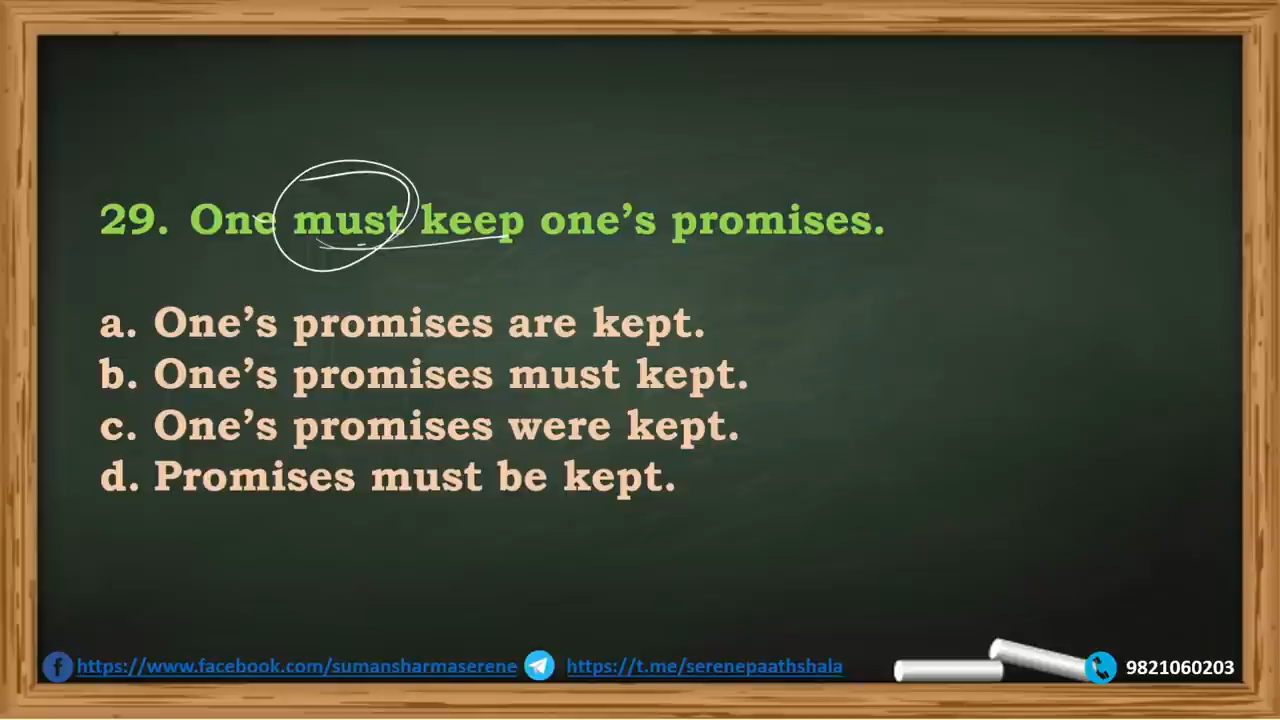 29. One must keep one’s promises.
a. One’s promises are kept.
b. One’s promises must kept.
c. One’s promises were kept.
d. Promises must be kept.
https://www.facebook.com/sumansharmaserene https://t.me/serenepaathshala 9821060203